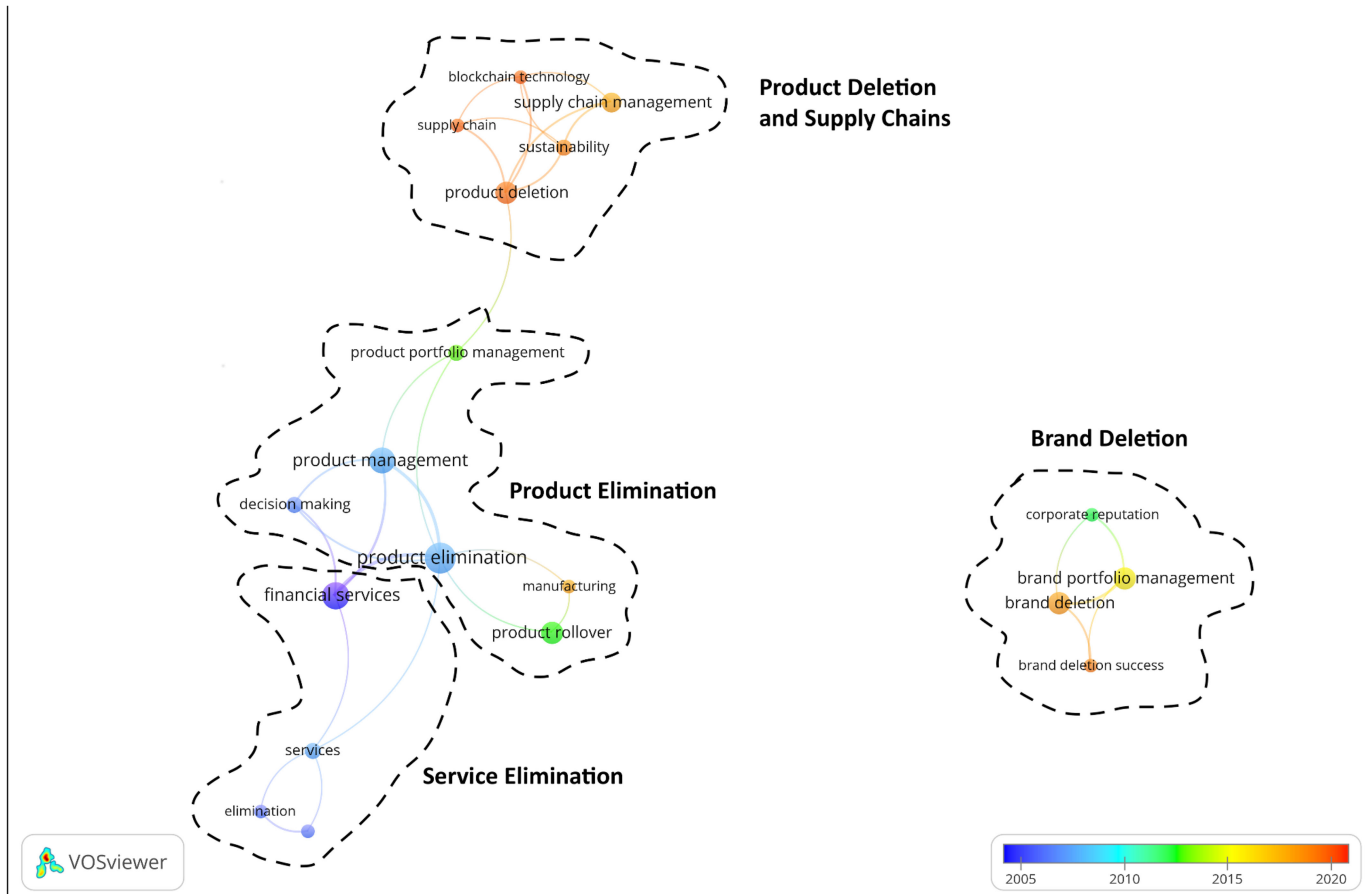 blockchain technology
supply chain management
supply chain
sustainability
product deletion
Product Deletion
and Supply Chains
product portfolio management
product management
decision making
Product Elimination
product elimination
financial services
manufacturing
product rollover
services
elimination
Service Elimination
Brand Deletion
corporate reputation
brand portfolio management
brand deletion
brand deletion success
VOSviewer
2005 2010 2015 2020